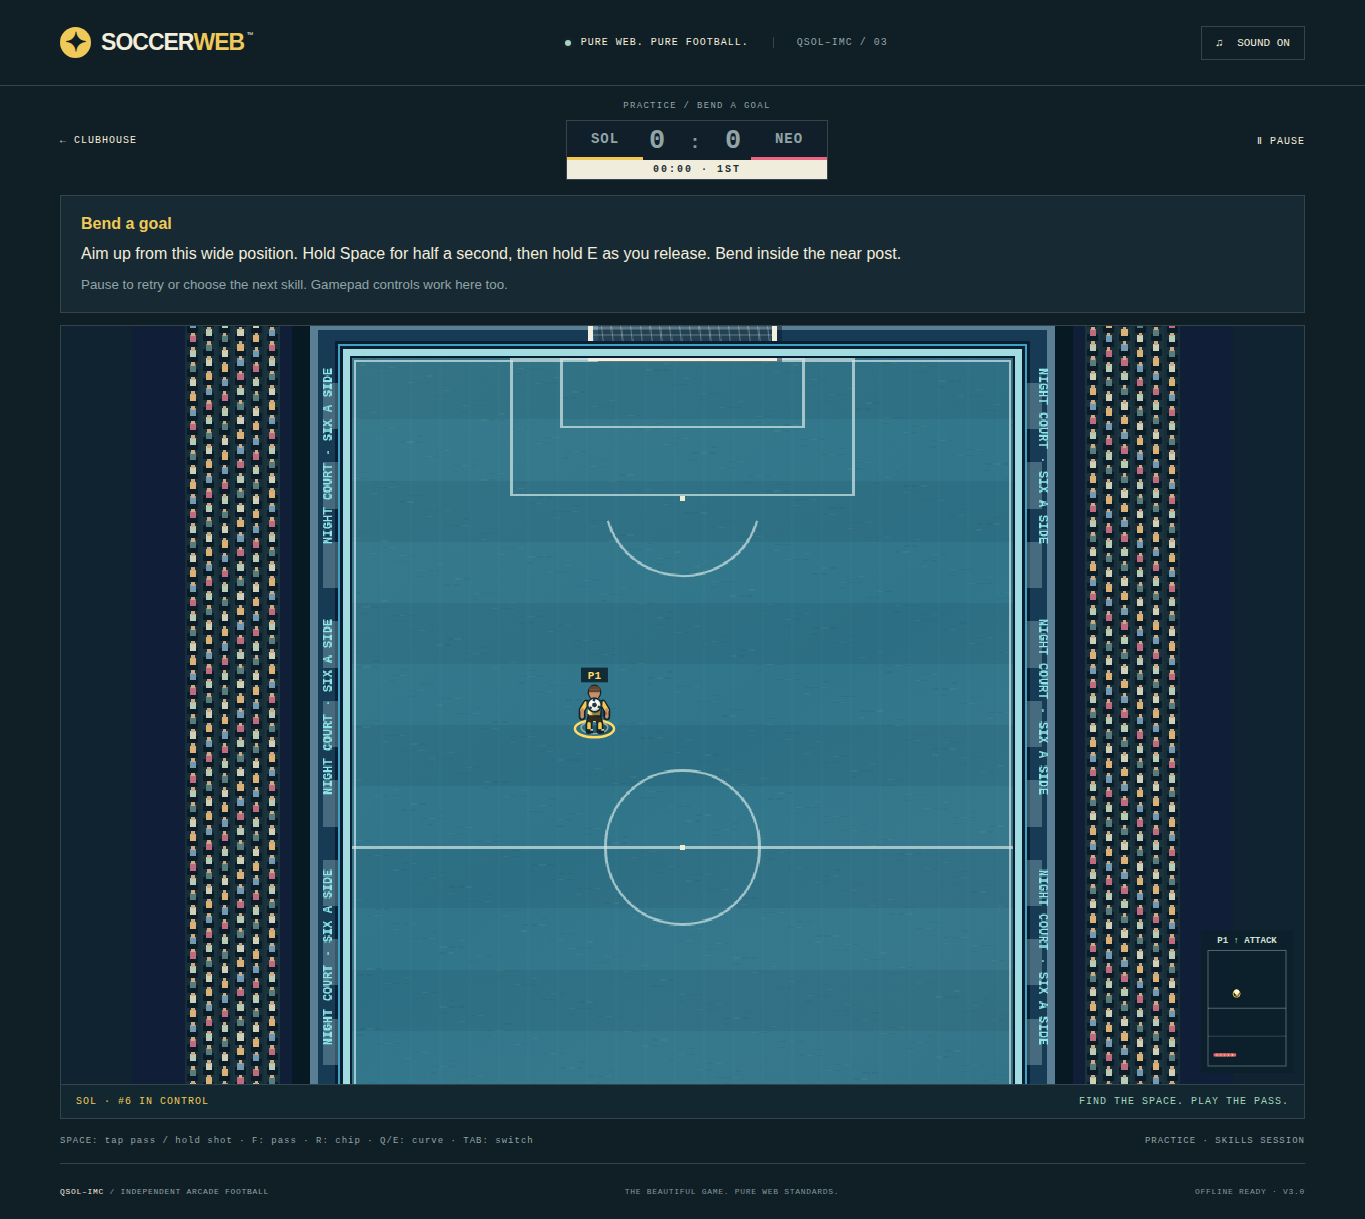 SOCCERWEB™
PURE WEB. PURE FOOTBALL.
QSOL–IMC / 03
♫ SOUND ON
PRACTICE / BEND A GOAL
← CLUBHOUSE
SOL 0 : 0 NEO
00:00 · 1ST
Ⅱ PAUSE
Bend a goal
Aim up from this wide position. Hold Space for half a second, then hold E as you release. Bend inside the near post.
Pause to retry or choose the next skill. Gamepad controls work here too.
NIGHT COURT · SIX A SIDE
NIGHT COURT · SIX A SIDE
NIGHT COURT · SIX A SIDE
NIGHT COURT · SIX A SIDE
NIGHT COURT · SIX A SIDE
NIGHT COURT · SIX A SIDE
P1
P1 ↑ ATTACK
SOL · #6 IN CONTROL
FIND THE SPACE. PLAY THE PASS.
SPACE: tap pass / hold shot · F: pass · R: chip · Q/E: curve · TAB: switch
PRACTICE · SKILLS SESSION
QSOL–IMC / INDEPENDENT ARCADE FOOTBALL
THE BEAUTIFUL GAME. PURE WEB STANDARDS.
OFFLINE READY · V3.0